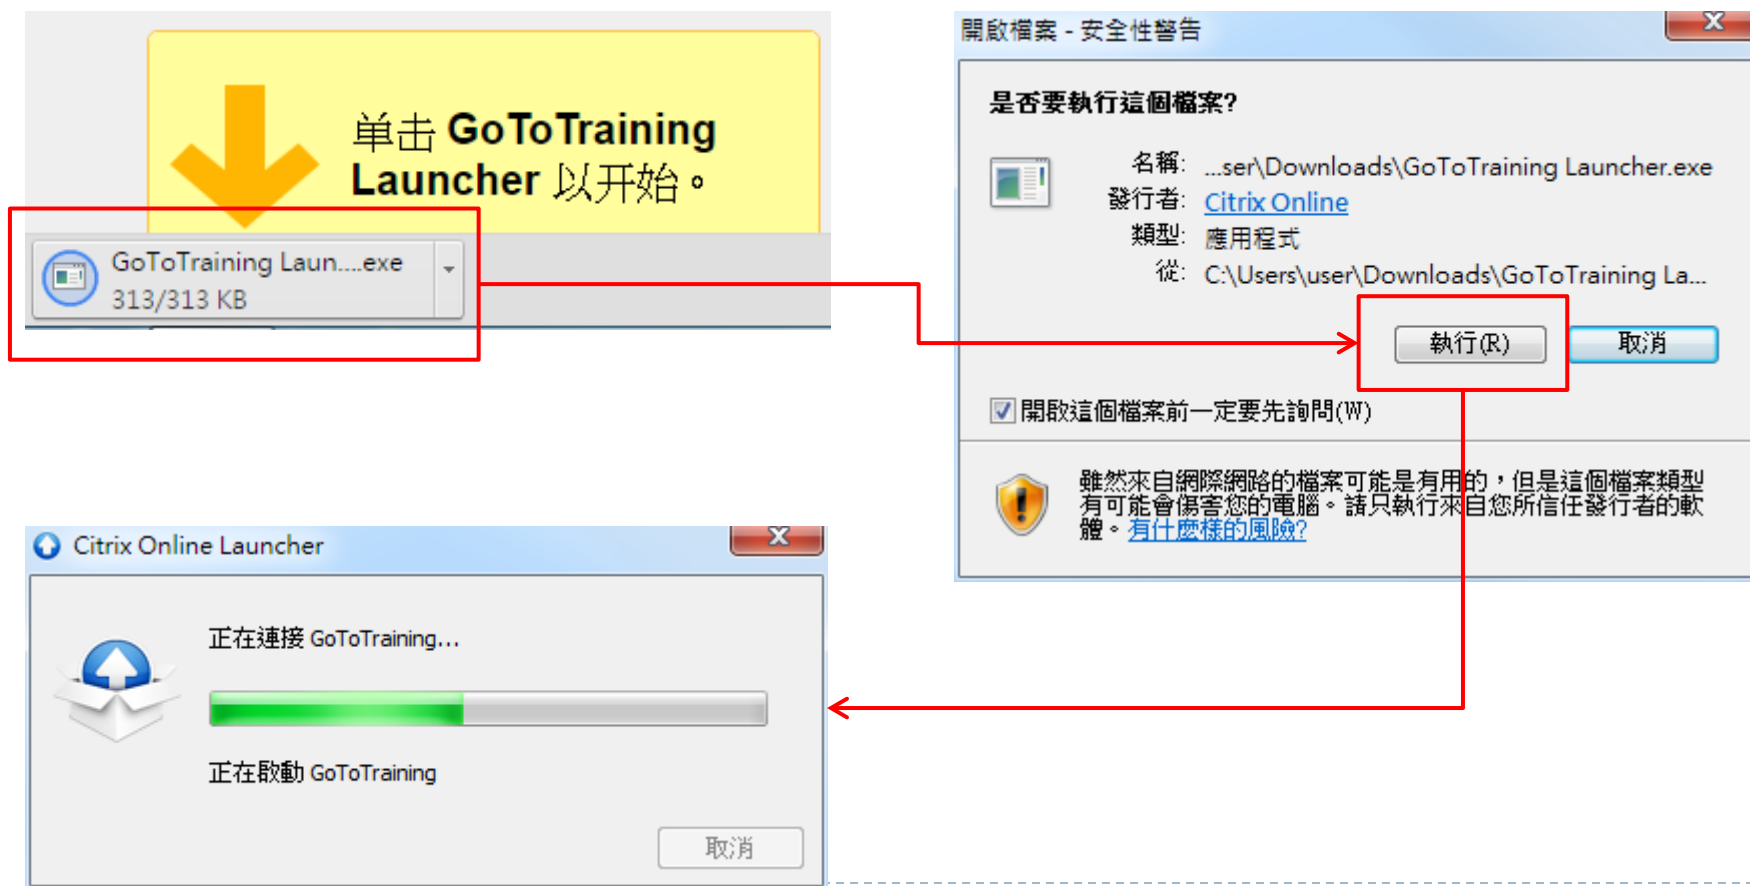 单击 GoToTraining
Launcher 以开始。
GoToTraining Laun....exe
313/313 KB
開啟檔案 - 安全性警告
是否要執行這個檔案?
名稱: ...ser\Downloads\GoToTraining Launcher.exe
發行者: Citrix Online
類型: 應用程式
從: C:\Users\user\Downloads\GoToTraining La...
執行(R)
取消
開啟這個檔案前一定要先詢問(W)
雖然來自網際網路的檔案可能是有用的，但是這個檔案類型
有可能會傷害您的電腦。請只執行來自您所信任發行者的軟
體。有什麼樣的風險?
Citrix Online Launcher
正在連接 GoToTraining...
正在啟動 GoToTraining
取消